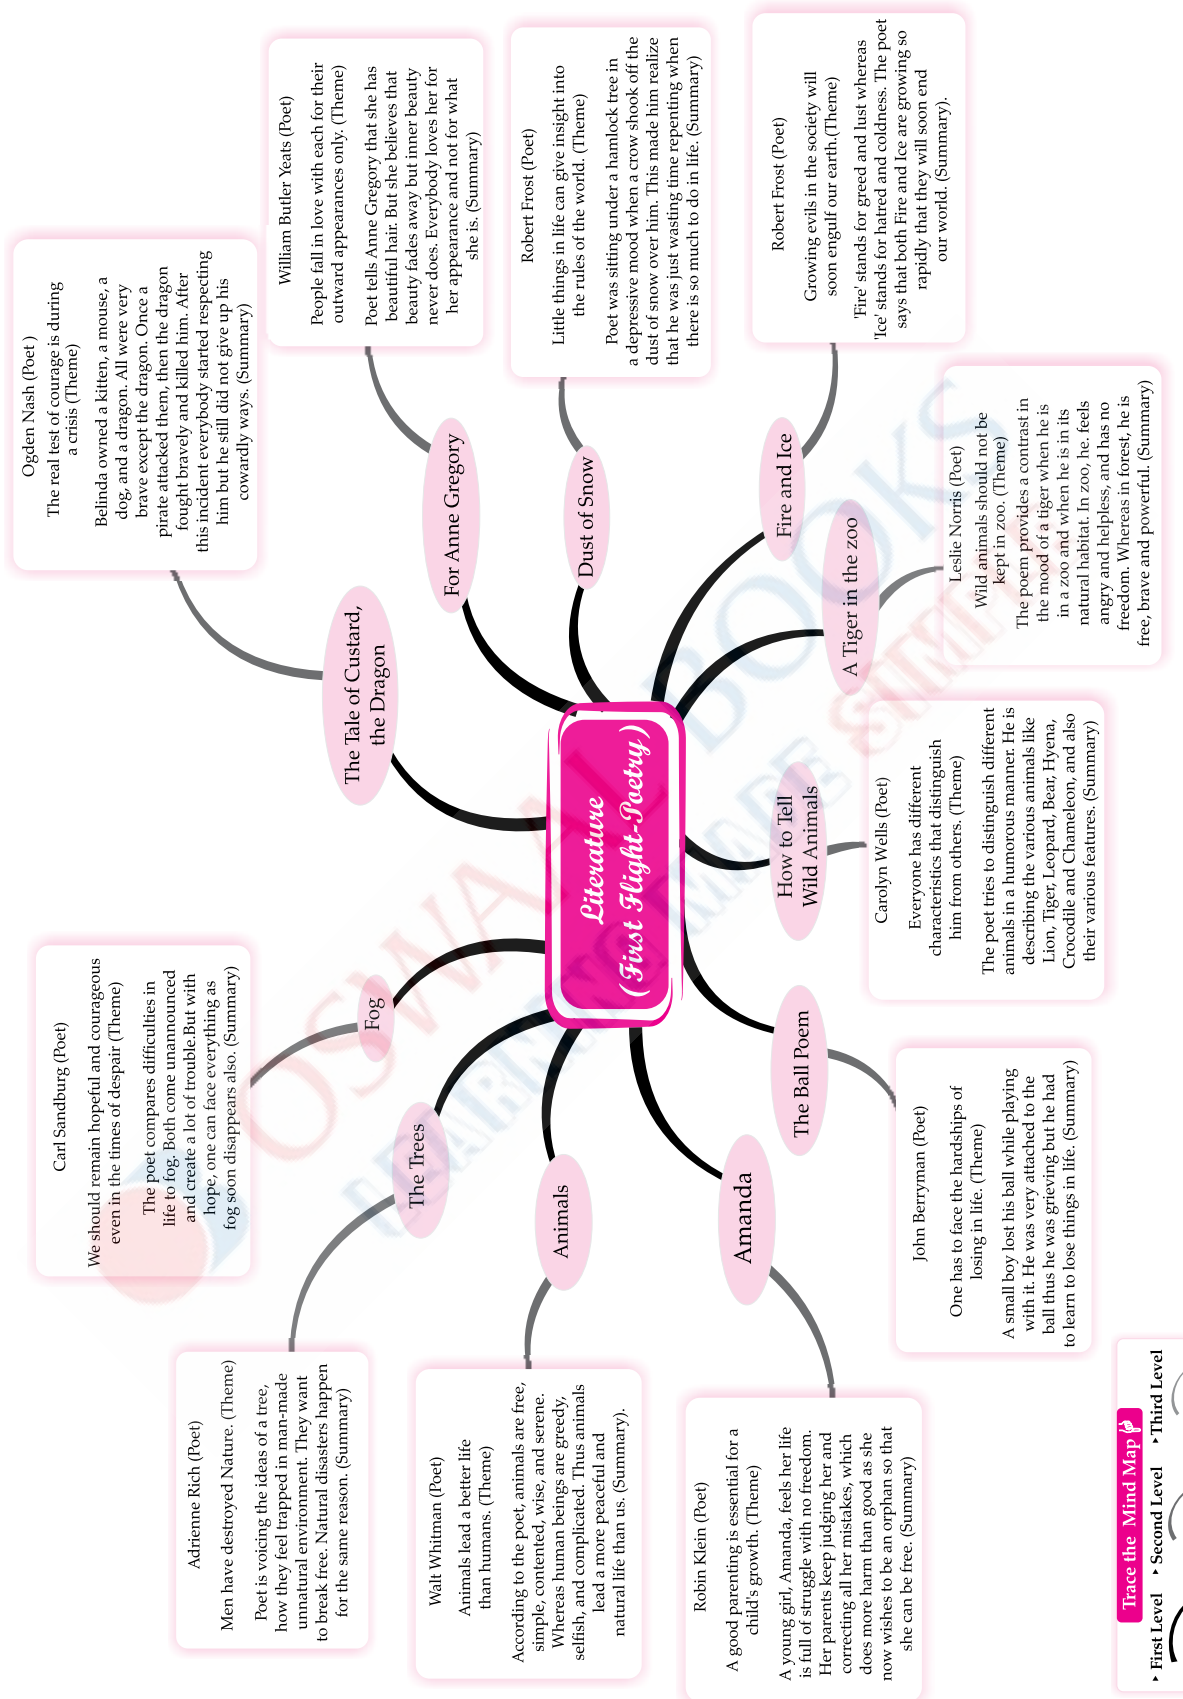 Literature
(First Flight-Poetry)
The Tale of Custard,
the Dragon
Ogden Nash (Poet )
The real test of courage is during
a crisis (Theme)
Belinda owned a kitten, a mouse, a
dog, and a dragon. All were very
brave except the dragon. Once a
pirate attacked them, then the dragon
fought bravely and killed him. After
this incident everybody started respecting
him but he still did not give up his
cowardly ways. (Summary)
For Anne Gregory
William Butler Yeats (Poet)
People fall in love with each for their
outward appearances only. (Theme)
Poet tells Anne Gregory that she has
beautiful hair. But she believes that
beauty fades away but inner beauty
never does. Everybody loves her for
her appearance and not for what
she is. (Summary)
Dust of Snow
Robert Frost (Poet)
Little things in life can give insight into
the rules of the world. (Theme)
Poet was sitting under a hamlock tree in
a depressive mood when a crow shook off the
dust of snow over him. This made him realize
that he was just wasting time repenting when
there is so much to do in life. (Summary)
Fire and Ice
Robert Frost (Poet)
Growing evils in the society will
soon engulf our earth.(Theme)
'Fire' stands for greed and lust whereas
'Ice' stands for hatred and coldness. The poet
says that both Fire and Ice are growing so
rapidly that they will soon end
our world. (Summary).
A Tiger in the zoo
Leslie Norris (Poet)
Wild animals should not be
kept in zoo. (Theme)
The poem provides a contrast in
the mood of a tiger when he is
in a zoo and when he is in its
natural habitat. In zoo, he. feels
angry and helpless, and has no
freedom. Whereas in forest, he is
free, brave and powerful. (Summary)
How to Tell
Wild Animals
Carolyn Wells (Poet)
Everyone has different
characteristics that distinguish
him from others. (Theme)
The poet tries to distinguish different
animals in a humorous manner. He is
describing the various animals like
Lion, Tiger, Leopard, Bear, Hyena,
Crocodile and Chameleon, and also
their various features. (Summary)
The Ball Poem
John Berryman (Poet)
One has to face the hardships of
losing in life. (Theme)
A small boy lost his ball while playing
with it. He was very attached to the
ball thus he was grieving but he had
to learn to lose things in life. (Summary)
Amanda
Robin Klein (Poet)
A good parenting is essential for a
child's growth. (Theme)
A young girl, Amanda, feels her life
is full of struggle with no freedom.
Her parents keep judging her and
correcting all her mistakes, which
does more harm than good as she
now wishes to be an orphan so that
she can be free. (Summary)
Animals
Walt Whitman (Poet)
Animals lead a better life
than humans. (Theme)
According to the poet, animals are free,
simple, contented, wise, and serene.
Whereas human beings are greedy,
selfish, and complicated. Thus animals
lead a more peaceful and
natural life than us. (Summary).
The Trees
Adrienne Rich (Poet)
Men have destroyed Nature. (Theme)
Poet is voicing the ideas of a tree,
how they feel trapped in man-made
unnatural environment. They want
to break free. Natural disasters happen
for the same reason. (Summary)
Fog
Carl Sandburg (Poet)
We should remain hopeful and courageous
even in the times of despair (Theme)
The poet compares difficulties in
life to fog. Both come unannounced
and create a lot of trouble.But with
hope, one can face everything as
fog soon disappears also. (Summary)
Trace the Mind Map
First Level Second Level Third Level
OSWAAL BOOKS
LEARNING MADE SIMPLE